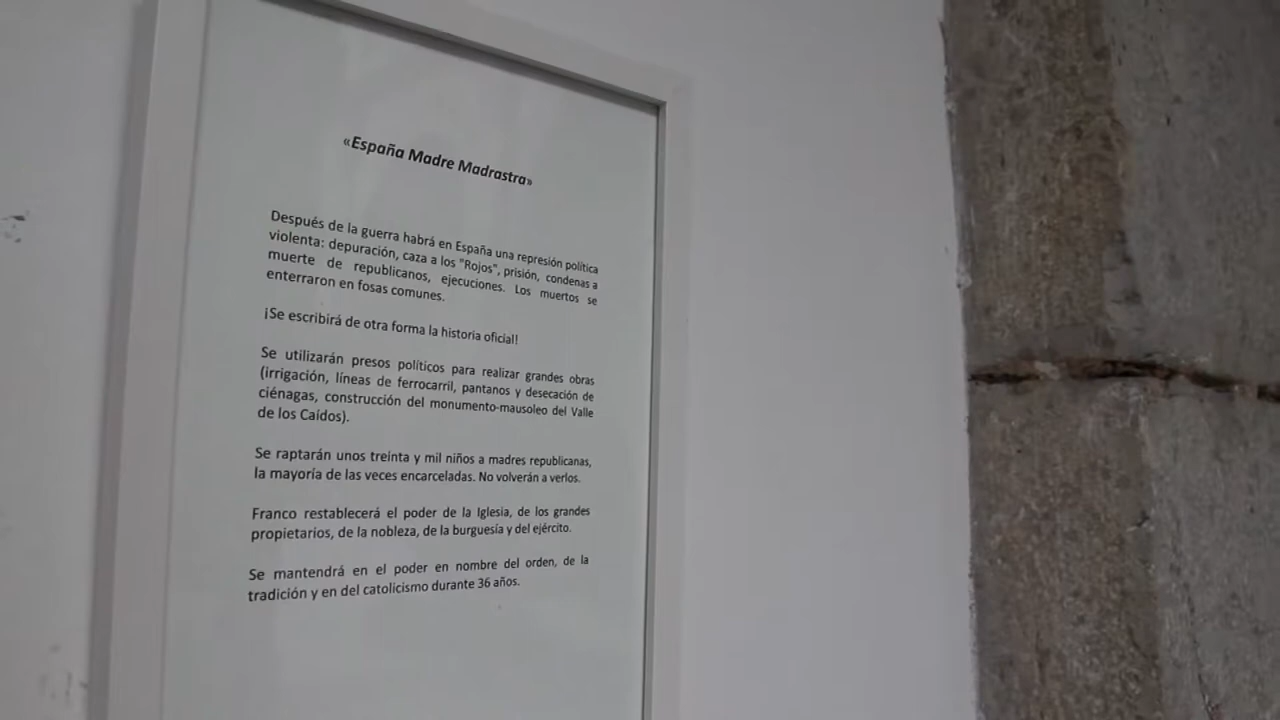 «España Madre Madrastra»
Después de la guerra habrá en España una represión política
violenta: depuración, caza a los "Rojos", prisión, condenas a
muerte de republicanos, ejecuciones. Los muertos se
enterraron en fosas comunes.
¡Se escribirá de otra forma la historia oficial!
Se utilizarán presos políticos para realizar grandes obras
(irrigación, líneas de ferrocarril, pantanos y desecación de
ciénagas, construcción del monumento-mausoleo del Valle
de los Caídos).
Se raptarán unos treinta y mil niños a madres republicanas,
la mayoría de las veces encarceladas. No volverán a verlos.
Franco restablecerá el poder de la Iglesia, de los grandes
propietarios, de la nobleza, de la burguesía y del ejército.
Se mantendrá en el poder en nombre del orden, de la
tradición y en del catolicismo durante 36 años.